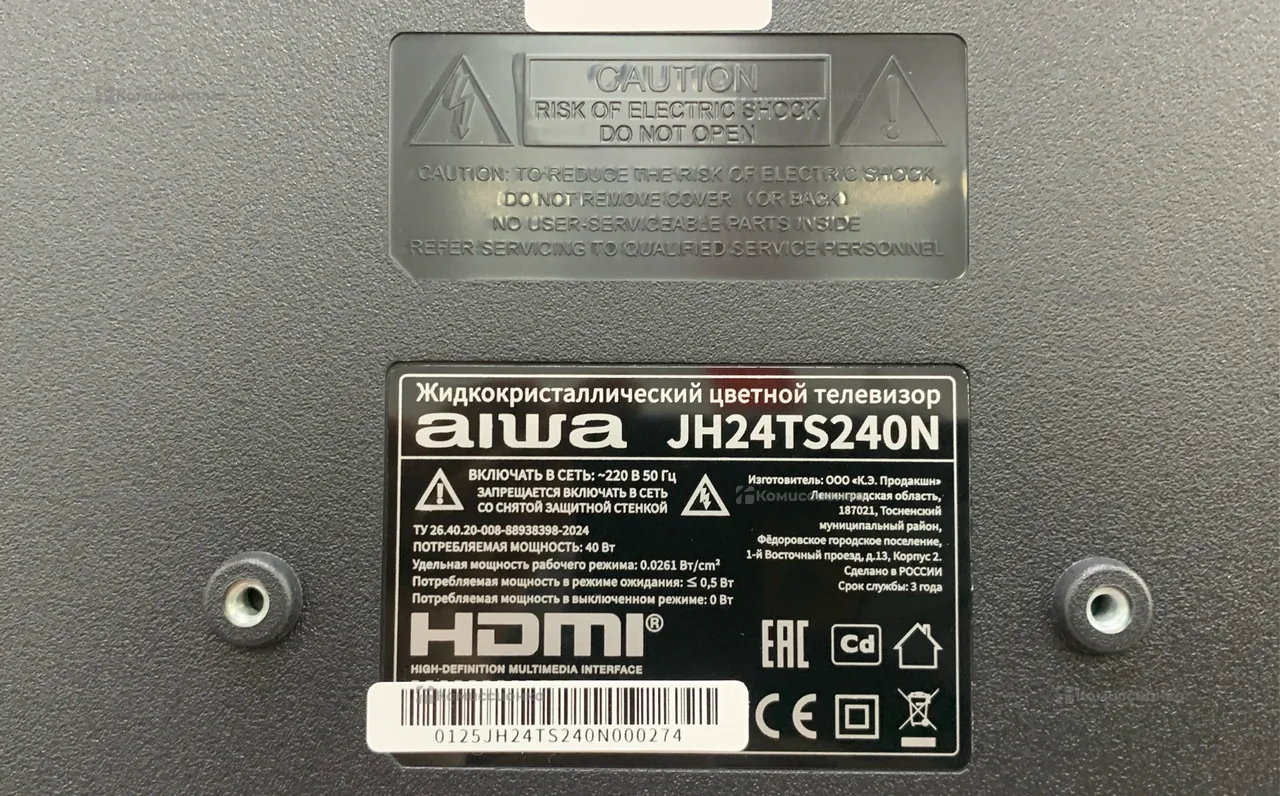 CAUTION
RISK OF ELECTRIC SHOCK
DO NOT OPEN
CAUTION: TO REDUCE THE RISK OF ELECTRIC SHOCK,
DO NOT REMOVE COVER (OR BACK)
NO USER-SERVICEABLE PARTS INSIDE
REFER SERVICING TO QUALIFIED SERVICE PERSONNEL
Жидкокристаллический цветной телевизор
aiwa JH24TS240N
ВКЛЮЧАТЬ В СЕТЬ: ~220 В 50 Гц
ЗАПРЕЩАЕТСЯ ВКЛЮЧАТЬ В СЕТЬ
СО СНЯТОЙ ЗАЩИТНОЙ СТЕНКОЙ
ТУ 26.40.20-008-88938398-2024
ПОТРЕБЛЯЕМАЯ МОЩНОСТЬ: 40 Вт
Удельная мощность рабочего режима: 0.0261 Вт/cm²
Потребляемая мощность в режиме ожидания: ≤ 0,5 Вт
Потребляемая мощность в выключенном режиме: 0 Вт
Изготовитель: ООО «К.Э. Продакшн»
Ленинградская область,
187021, Тосненский
муниципальный район,
Фёдоровское городское поселение,
1-й Восточный проезд, д.13, Корпус 2.
Сделано в РОССИИ
Срок службы: 3 года
HDMI®
HIGH-DEFINITION MULTIMEDIA INTERFACE
EAC Cd
CE
0125JH24TS240N000274